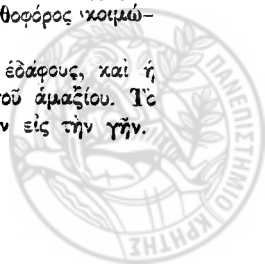 θοφόρος κοιμώ-
ἐδάφους, καὶ ἡ
τοῦ ἁμαξίου. Τὸ
ν εἰς τὴν γῆν.
ΠΑΝΕΠΙΣΤΗΜΙΟ ΚΡΗΤΗΣ